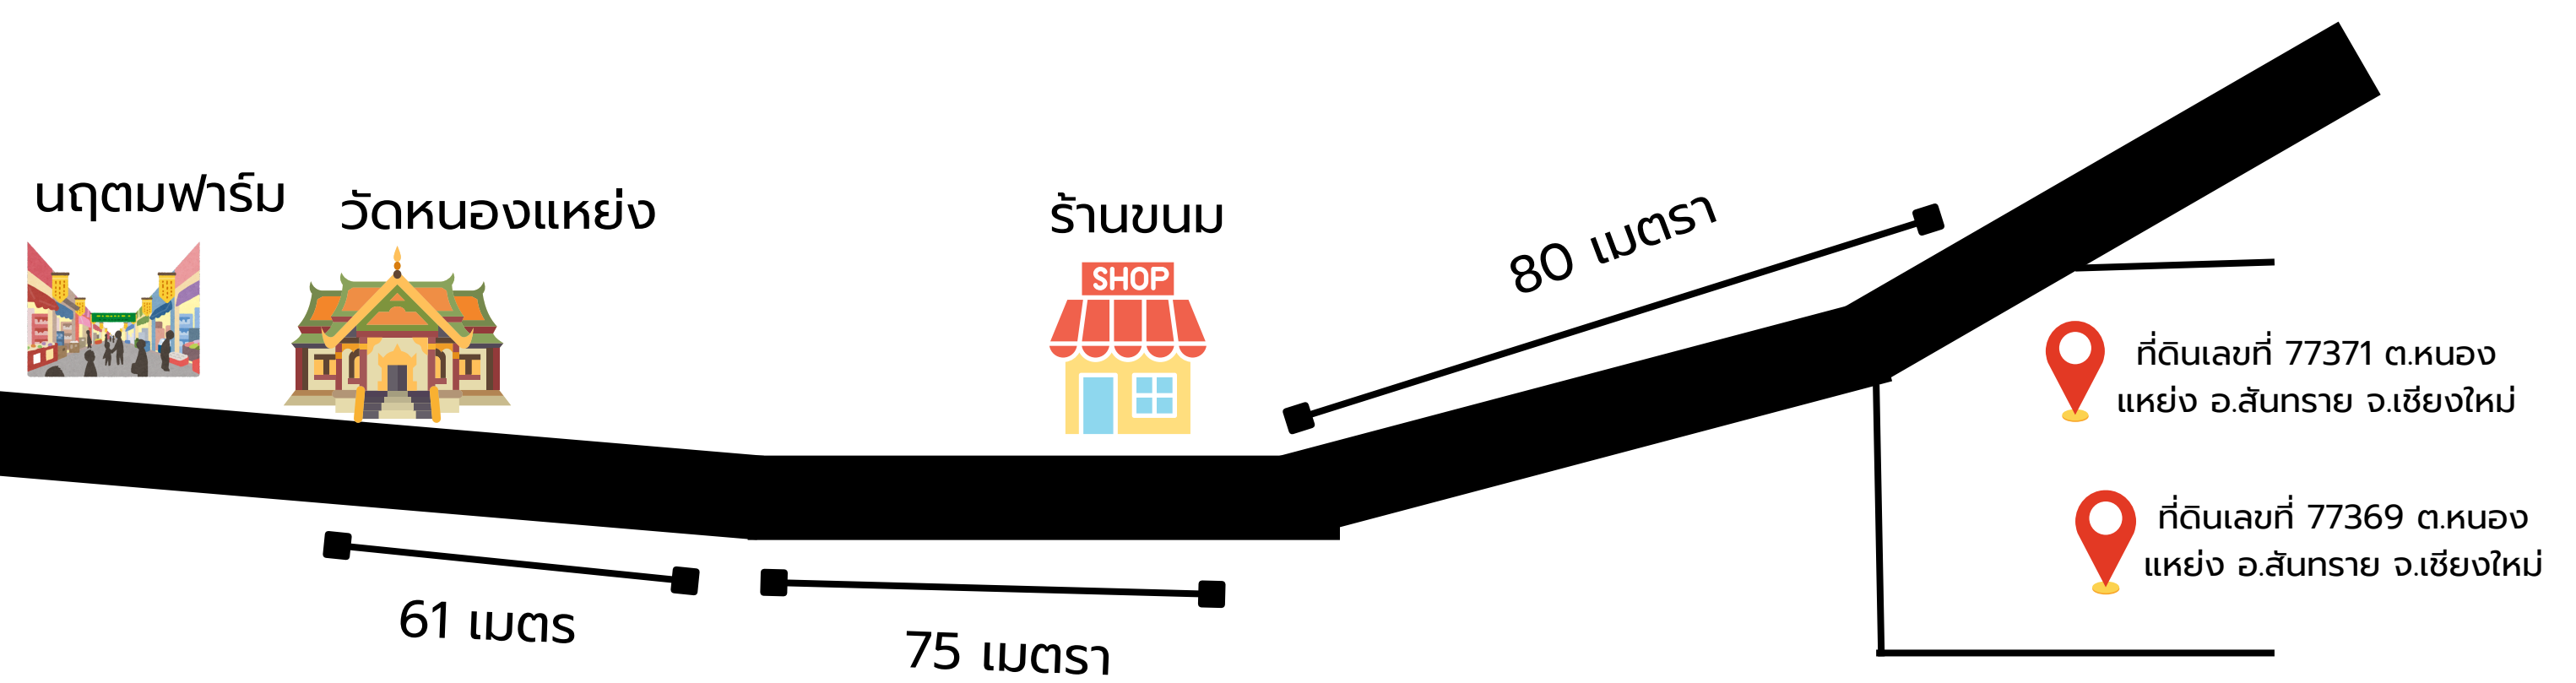 นฤตมฟาร์ม
วัดหนองแหย่ง
ร้านขนม
SHOP
80 เมตรา
ที่ดินเลขที่ 77371 ต.หนอง
แหย่ง อ.สันทราย จ.เชียงใหม่
ที่ดินเลขที่ 77369 ต.หนอง
แหย่ง อ.สันทราย จ.เชียงใหม่
61 เมตร
75 เมตรา